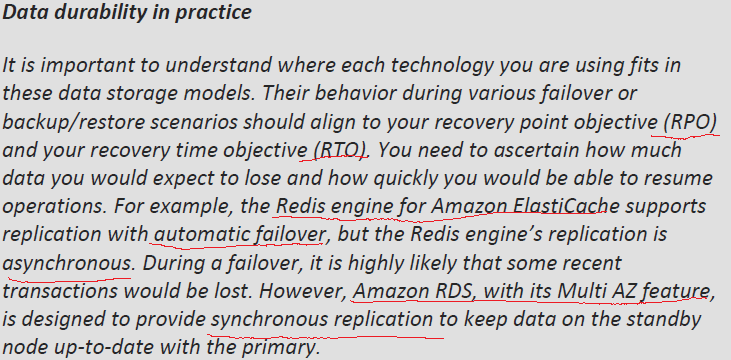 Data durability in practice
It is important to understand where each technology you are using fits in
these data storage models. Their behavior during various failover or
backup/restore scenarios should align to your recovery point objective (RPO)
and your recovery time objective (RTO). You need to ascertain how much
data you would expect to lose and how quickly you would be able to resume
operations. For example, the Redis engine for Amazon ElastiCache supports
replication with automatic failover, but the Redis engine's replication is
asynchronous. During a failover, it is highly likely that some recent
transactions would be lost. However, Amazon RDS, with its Multi AZ feature,
is designed to provide synchronous replication to keep data on the standby
node up-to-date with the primary.